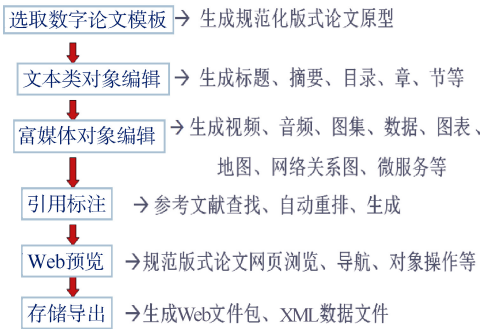 选取数字论文模板 → 生成规范化版式论文原型
文本类对象编辑 → 生成标题、摘要、目录、章、节等
富媒体对象编辑 → 生成视频、音频、图集、数据、图表、
地图、网络关系图、微服务等
引用标注 → 参考文献查找、自动重排、生成
Web预览 → 规范版式论文网页浏览、导航、对象操作等
存储导出 → 生成Web文件包、XML数据文件